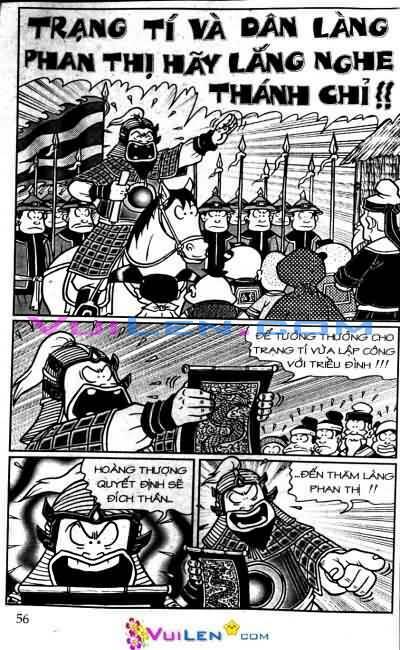 TRẠNG TÍ VÀ DÂN LÀNG
PHAN THỊ HÃY LẮNG NGHE
THÁNH CHỈ !!
VUILEN.COM
ĐỂ TƯỞNG THƯỞNG CHO
TRẠNG TÍ VỪA LẬP CÔNG
VỚI TRIỀU ĐÌNH !!!
HOÀNG THƯỢNG
QUYẾT ĐỊNH SẼ
ĐÍCH THÂN..
...ĐẾN THĂM LÀNG
PHAN THỊ !!
56
VUILEN.COM